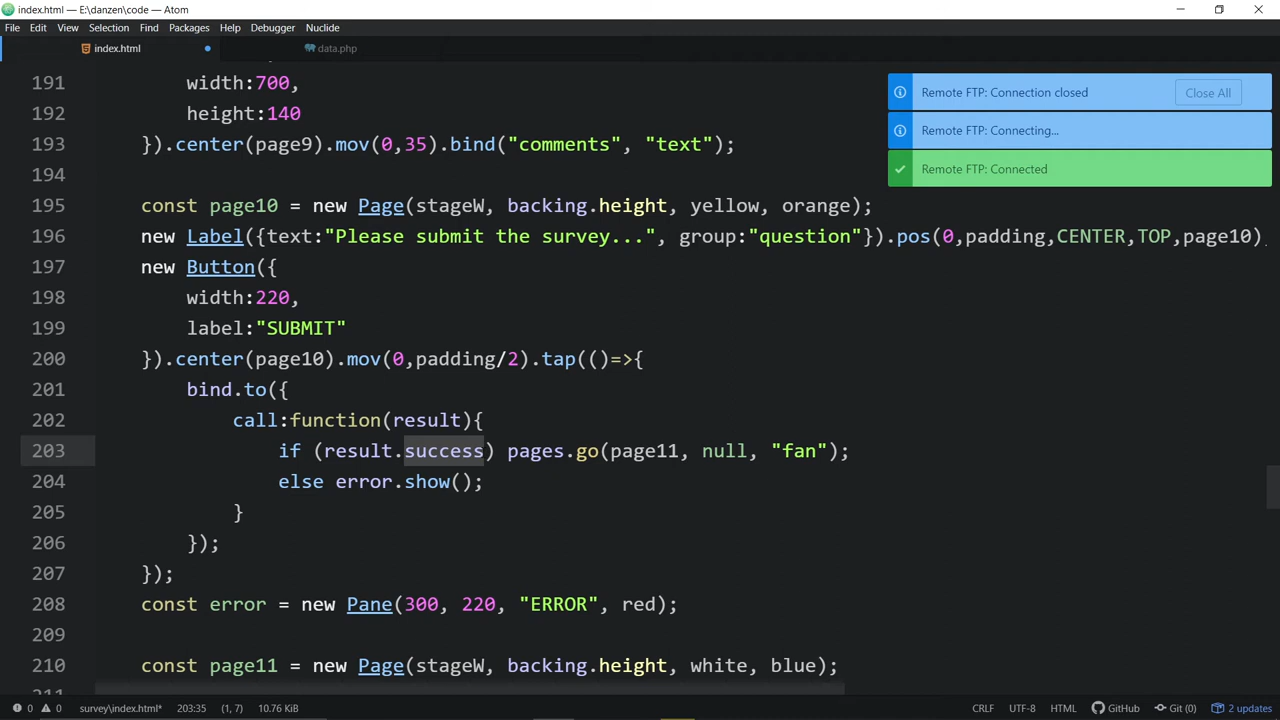 index.html — E:\danzen\code — Atom
File Edit View Selection Find Packages Help Debugger Nuclide
index.html data.php
191 width:700,
192 height:140
193 }).center(page9).mov(0,35).bind("comments", "text");
194
195 const page10 = new Page(stageW, backing.height, yellow, orange);
196 new Label({text:"Please submit the survey...", group:"question"}).pos(0,padding,CENTER,TOP,page10)
197 new Button({
198 width:220,
199 label:"SUBMIT"
200 }).center(page10).mov(0,padding/2).tap(()=>{
201 bind.to({
202 call:function(result){
203 if (result.success) pages.go(page11, null, "fan");
204 else error.show();
205 }
206 });
207 });
208 const error = new Pane(300, 220, "ERROR", red);
209
210 const page11 = new Page(stageW, backing.height, white, blue);
Remote FTP: Connection closed Close All
Remote FTP: Connecting...
Remote FTP: Connected
0 0 survey\index.html* 203:35 (1, 7) 10.76 KiB CRLF UTF-8 HTML GitHub Git (0) 2 updates